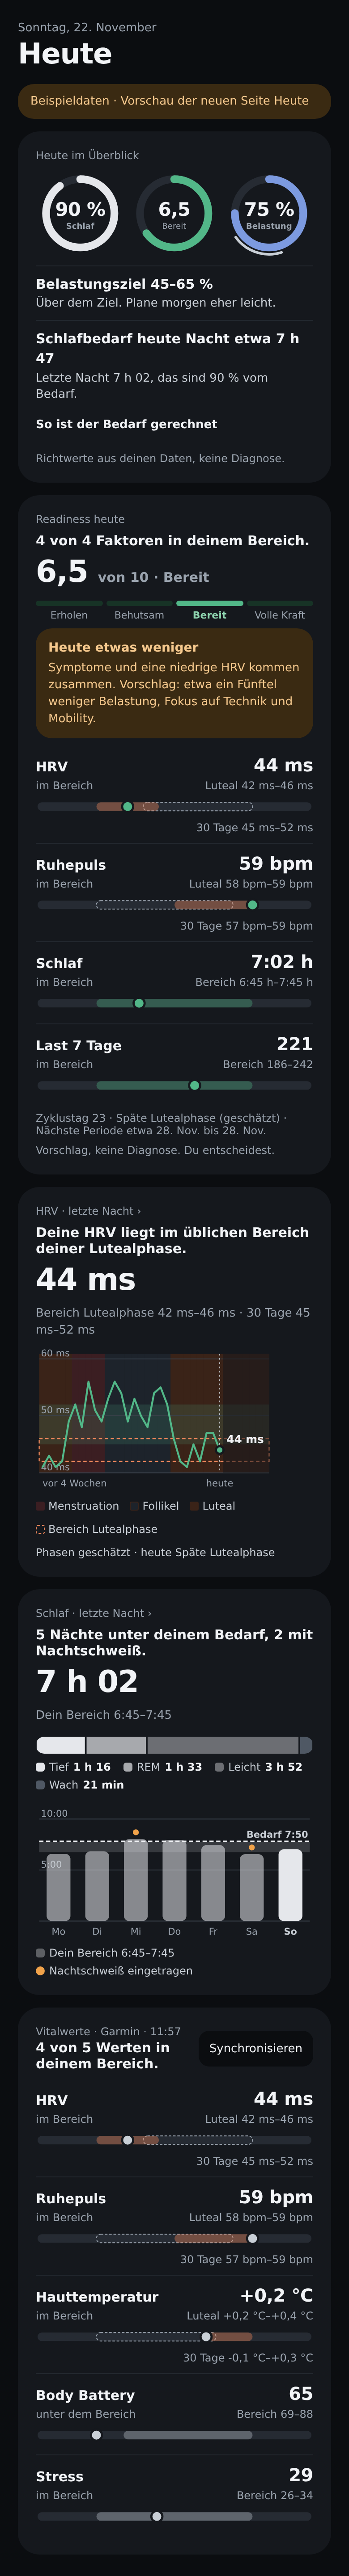 Sonntag, 22. November
Heute
Beispieldaten · Vorschau der neuen Seite Heute
Heute im Überblick
90 %
Schlaf
6,5
Bereit
75 %
Belastung
Belastungsziel 45–65 %
Über dem Ziel. Plane morgen eher leicht.
Schlafbedarf heute Nacht etwa 7 h
47
Letzte Nacht 7 h 02, das sind 90 % vom
Bedarf.
So ist der Bedarf gerechnet
Richtwerte aus deinen Daten, keine Diagnose.
Readiness heute
4 von 4 Faktoren in deinem Bereich.
6,5 von 10 · Bereit
Erholen Behutsam Bereit Volle Kraft
Heute etwas weniger
Symptome und eine niedrige HRV kommen
zusammen. Vorschlag: etwa ein Fünftel
weniger Belastung, Fokus auf Technik und
Mobility.
HRV 44 ms
im Bereich Luteal 42 ms–46 ms
30 Tage 45 ms–52 ms
Ruhepuls 59 bpm
im Bereich Luteal 58 bpm–59 bpm
30 Tage 57 bpm–59 bpm
Schlaf 7:02 h
im Bereich Bereich 6:45 h–7:45 h
Last 7 Tage 221
im Bereich Bereich 186–242
Zyklustag 23 · Späte Lutealphase (geschätzt) ·
Nächste Periode etwa 28. Nov. bis 28. Nov.
Vorschlag, keine Diagnose. Du entscheidest.
HRV · letzte Nacht ›
Deine HRV liegt im üblichen Bereich
deiner Lutealphase.
44 ms
Bereich Lutealphase 42 ms–46 ms · 30 Tage 45
ms–52 ms
60 ms
50 ms
44 ms
40 ms
vor 4 Wochen heute
Menstruation Follikel Luteal
Bereich Lutealphase
Phasen geschätzt · heute Späte Lutealphase
Schlaf · letzte Nacht ›
5 Nächte unter deinem Bedarf, 2 mit
Nachtschweiß.
7 h 02
Dein Bereich 6:45–7:45
Tief 1 h 16 REM 1 h 33 Leicht 3 h 52
Wach 21 min
10:00
Bedarf 7:50
5:00
Mo Di Mi Do Fr Sa So
Dein Bereich 6:45–7:45
Nachtschweiß eingetragen
Vitalwerte · Garmin · 11:57
4 von 5 Werten in
deinem Bereich.
Synchronisieren
HRV 44 ms
im Bereich Luteal 42 ms–46 ms
30 Tage 45 ms–52 ms
Ruhepuls 59 bpm
im Bereich Luteal 58 bpm–59 bpm
30 Tage 57 bpm–59 bpm
Hauttemperatur +0,2 °C
im Bereich Luteal +0,2 °C–+0,4 °C
30 Tage -0,1 °C–+0,3 °C
Body Battery 65
unter dem Bereich Bereich 69–88
Stress 29
im Bereich Bereich 26–34